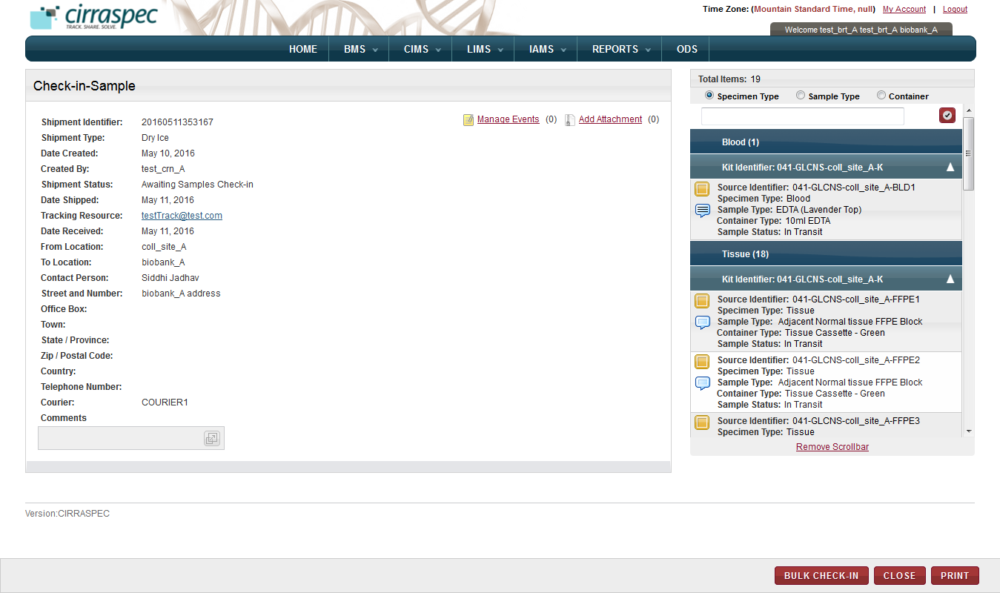 cirraspec
TRACK. SHARE. SOLVE.
Time Zone: (Mountain Standard Time, null) My Account | Logout
Welcome test_brt_A test_brt_A biobank_A
HOME BMS CIMS LIMS IAMS REPORTS ODS
Check-in-Sample
Manage Events (0) Add Attachment (0)
Shipment Identifier: 20160511353167
Shipment Type: Dry Ice
Date Created: May 10, 2016
Created By: test_crn_A
Shipment Status: Awaiting Samples Check-in
Date Shipped: May 11, 2016
Tracking Resource: testTrack@test.com
Date Received: May 11, 2016
From Location: coll_site_A
To Location: biobank_A
Contact Person: Siddhi Jadhav
Street and Number: biobank_A address
Office Box:
Town:
State / Province:
Zip / Postal Code:
Country:
Telephone Number:
Courier: COURIER1
Comments
Total Items: 19
Specimen Type Sample Type Container
Blood (1)
Kit Identifier: 041-GLCNS-coll_site_A-K
Source Identifier: 041-GLCNS-coll_site_A-BLD1
Specimen Type: Blood
Sample Type: EDTA (Lavender Top)
Container Type: 10ml EDTA
Sample Status: In Transit
Tissue (18)
Kit Identifier: 041-GLCNS-coll_site_A-K
Source Identifier: 041-GLCNS-coll_site_A-FFPE1
Specimen Type: Tissue
Sample Type: Adjacent Normal tissue FFPE Block
Container Type: Tissue Cassette - Green
Sample Status: In Transit
Source Identifier: 041-GLCNS-coll_site_A-FFPE2
Specimen Type: Tissue
Sample Type: Adjacent Normal tissue FFPE Block
Container Type: Tissue Cassette - Green
Sample Status: In Transit
Source Identifier: 041-GLCNS-coll_site_A-FFPE3
Specimen Type: Tissue
Remove Scrollbar
Version:CIRRASPEC
BULK CHECK-IN CLOSE PRINT